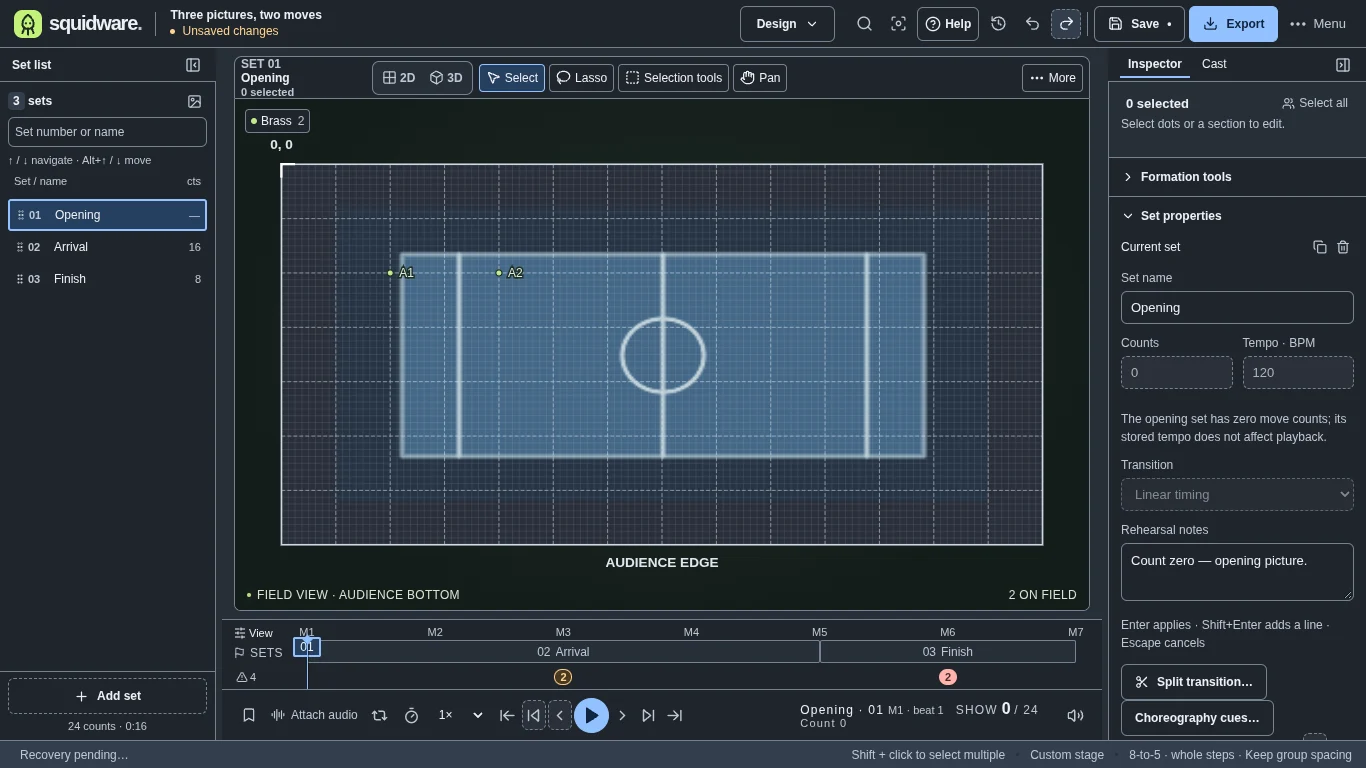 squidware.
Three pictures, two moves
Unsaved changes
Design
Help
Save •
Export
Menu
Set list
3 sets
Set number or name
↑ / ↓ navigate · Alt+↑ / ↓ move
Set / name cts
01 Opening —
02 Arrival 16
03 Finish 8
Add set
24 counts · 0:16
SET 01
Opening
0 selected
2D
3D
Select
Lasso
Selection tools
Pan
More
Brass 2
0, 0
A1
A2
AUDIENCE EDGE
FIELD VIEW · AUDIENCE BOTTOM
2 ON FIELD
View
M1 M2 M3 M4 M5 M6 M7
SETS
01
02 Arrival
03 Finish
4
2
2
Attach audio
1×
Opening · 01 M1 · beat 1
Count 0
SHOW 0 / 24
Inspector
Cast
0 selected
Select all
Select dots or a section to edit.
Formation tools
Set properties
Current set
Set name
Opening
Counts
Tempo · BPM
0
120
The opening set has zero move counts; its
stored tempo does not affect playback.
Transition
Linear timing
Rehearsal notes
Count zero — opening picture.
Enter applies · Shift+Enter adds a line ·
Escape cancels
Split transition…
Choreography cues…
Recovery pending…
Shift + click to select multiple
Custom stage
8-to-5 · whole steps · Keep group spacing